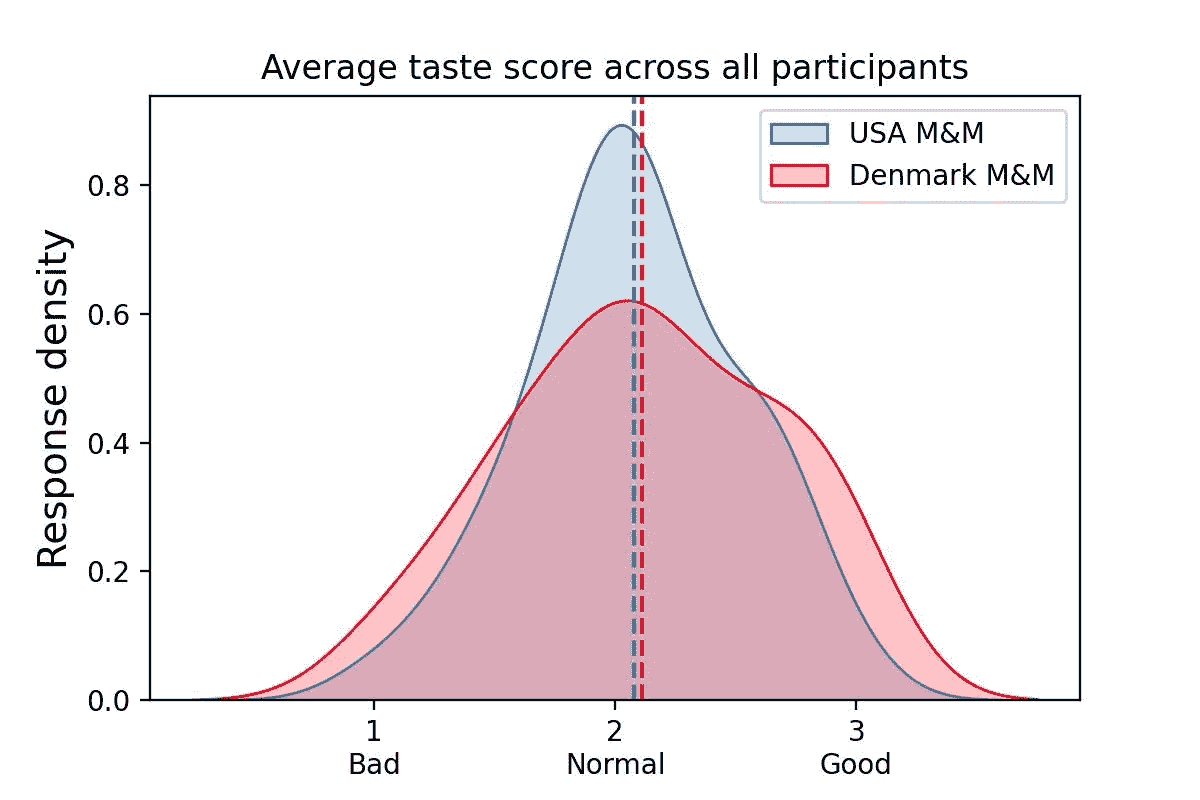 Average taste score across all participants
USA M&M
Denmark M&M
Response density
0.8
0.6
0.4
0.2
0.0
1
2
3
Bad
Normal
Good